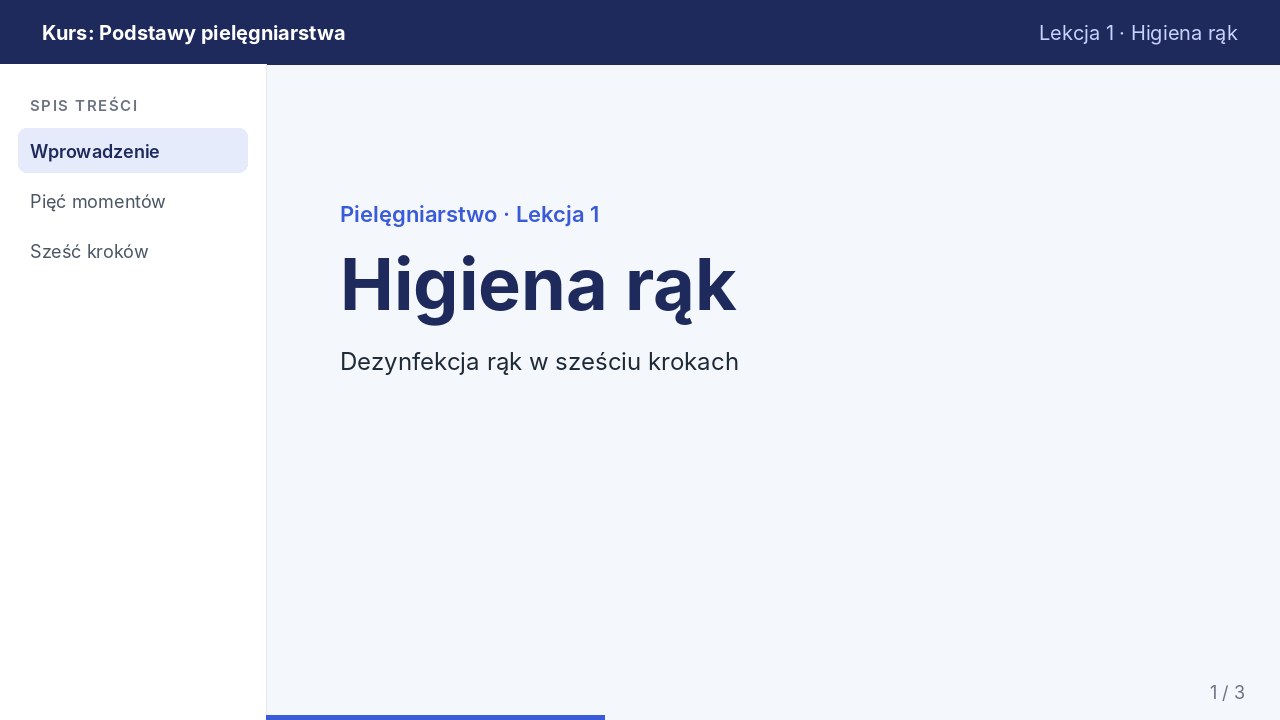 Kurs: Podstawy pielęgniarstwa
Lekcja 1 · Higiena rąk
SPIS TREŚCI
Wprowadzenie
Pięć momentów
Sześć kroków
Pielęgniarstwo · Lekcja 1
Higiena rąk
Dezynfekcja rąk w sześciu krokach
1 / 3